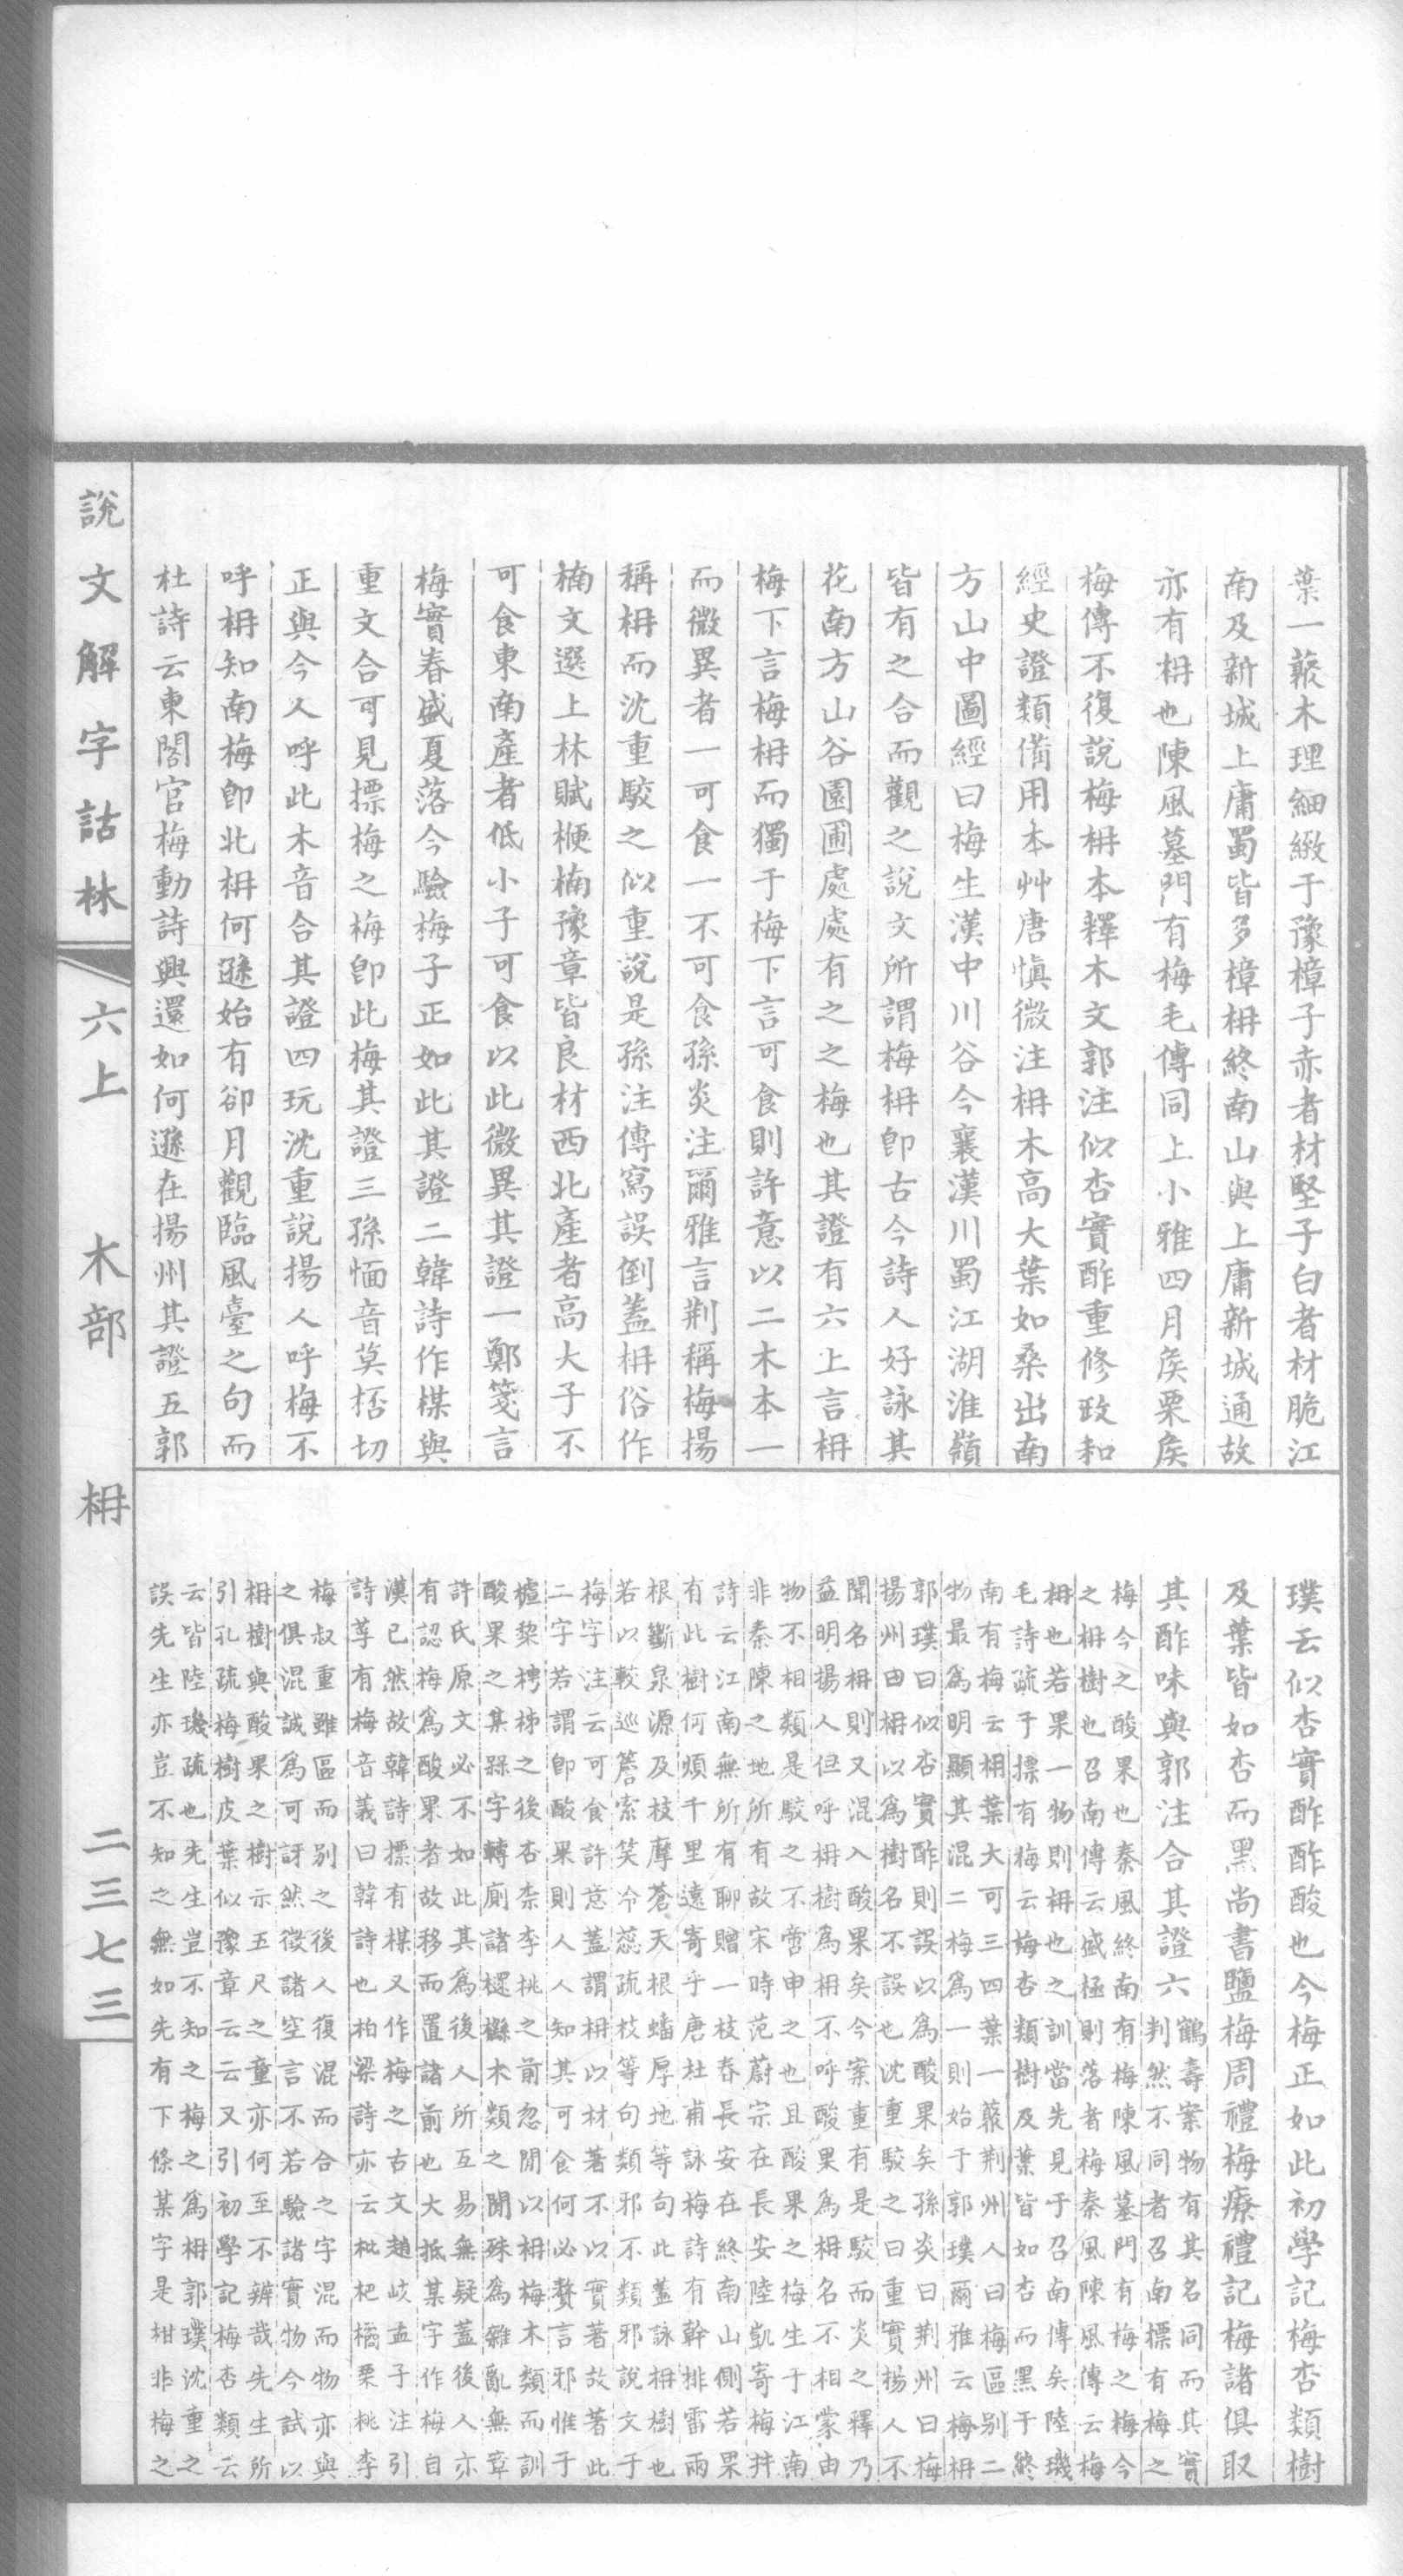 葉一藂木理細緻于豫樟子赤者材堅子白者材脆江
南及新城上庸蜀皆多樟枏終南山與上庸新城通故
亦有枏也陳風墓門有梅毛傳同上小雅四月矦栗矦
梅傳不復說梅枏本釋木文郭注似杏實酢重修政和
經史證類備用本艸唐愼微注枏木高大葉如桑出南
方山中圖經曰梅生漢中川谷今襄漢川蜀江湖淮嶺
皆有之合而觀之說文所謂梅枏卽古今詩人好詠其
花南方山谷園圃處處有之之梅也其證有六上言枏
梅下言梅枏而獨于梅下言可食則許意以二木本一
而微異者一可食一不可食孫炎注爾雅言荆稱梅揚
稱枏而沈重駮之似重說是孫注傳寫誤倒蓋枏俗作
楠文選上林賦楩楠豫章皆良材西北產者高大子不
可食東南產者低小子可食以此微異其證一鄭箋言
梅實春盛夏落今驗梅子正如此其證二韓詩作楳與
重文合可見摽梅之梅卽此梅其證三孫愐音莫桮切
正與今人呼此木音合其證四玩沈重說揚人呼梅不
呼枏知南梅卽北枏何遜始有卻月觀臨風臺之句而
杜詩云東閣官梅動詩興還如何遜在揚州其證五郭
璞云似杏實酢酢酸也今梅正如此初學記梅杏類樹
及葉皆如杏而黑尚書鹽梅周禮梅療禮記梅諸俱取
其酢味與郭注合其證六
鶴壽案物有其名同而其實
判然不同者召南摽有梅之
梅今之酸果也秦風終南有梅陳風墓門有梅之梅今
之枏樹也召南傳云盛極則落者梅秦風陳風傳云梅
枏也若果一物則枏也之訓當先見于召南傳矣陸璣
毛詩疏于摽有梅云梅杏類樹及葉皆如杏而黑于終
南有梅云枏葉大可三四葉一藂荆州人曰梅區别二
物最爲明顯其混二梅爲一則始于郭璞爾雅云梅枏
郭璞曰似杏實酢則誤以爲酸果矣孫炎曰荆州曰梅
揚州曰枏以爲樹名不誤也沈重駮之曰重實揚人不
聞名枏則又混入酸果矣今案重有是駮而炎之釋乃
益明揚人但呼枏樹爲枏不呼酸果爲枏名不相蒙由
物不相類是駮之不啻申之也且酸果之梅生于江南
非秦陳之地所有故宋時范蔚宗在長安陸凱寄梅幷
詩云江南無所有聊贈一枝春長安在終南山側若果
有此樹何煩千里遠寄乎唐杜甫詠梅詩有幹排雷雨
根斷泉源及枝摩蒼天根蟠厚地等句此蓋詠枏樹也
若以較巡簷索笑冷蕊疏枝等句類邪不類邪說文于
梅字注云可食許意蓋謂枏以材著不以實著故著此
二字若謂卽酸果則人人知其可食何必贅言邪惟于
樝棃梬柹之後杏柰李桃之前忽閒以枏梅木類而訓
酸果之某槑字轉廁諸櫏櫾木類之閒殊爲雜亂無章
許氏原文必不如此其爲後人所互易無疑蓋後人亦
有認梅爲酸果者故移而置諸前也大抵某字作梅自
漢已然故韓詩摽有楳又作梅之古文趙岐孟子注引
詩莩有梅音義曰韓詩也柏梁詩亦云枇杷橘栗桃李
梅叔重雖區而别之後人復混而合之字混而物亦與
之俱混誠爲可訝然徵諸空言不若驗諸實物今試以
枏樹與酸果之樹示五尺之童亦何至不辨哉先生所
引孔疏梅樹皮葉似豫章云云又引初學記梅杏類云
云皆陸璣疏也先生豈不知之梅之爲枏郭璞沈重之
誤先生亦豈不知之無如先有下條某字是柑非梅之
說文解字詁林 六上 木部 枏 二三七三